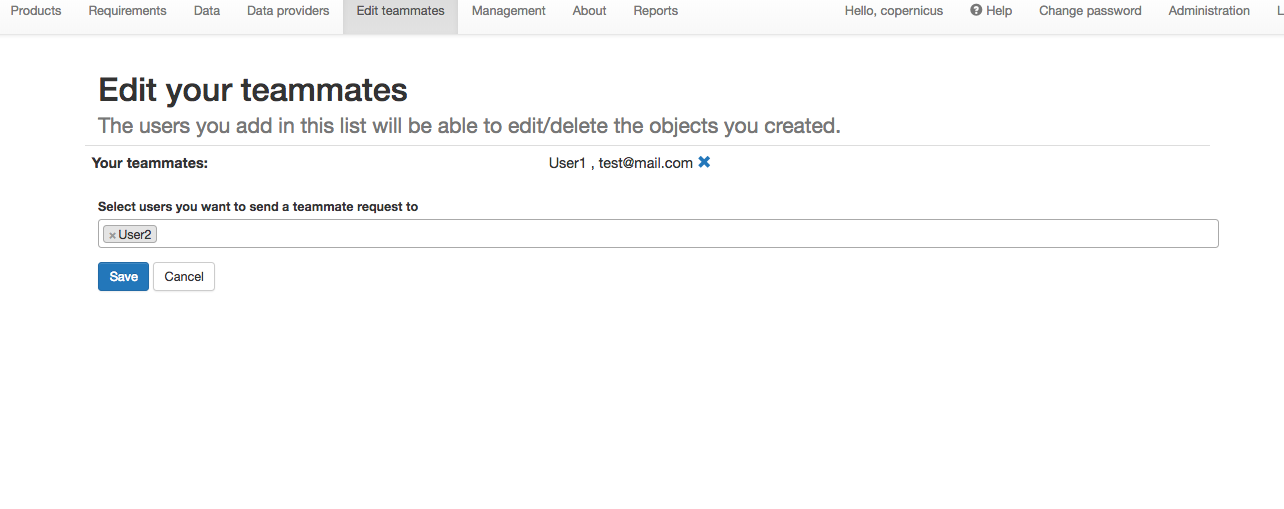 Products Requirements Data Data providers Edit teammates Management About Reports Hello, copernicus Help Change password Administration
Edit your teammates
The users you add in this list will be able to edit/delete the objects you created.
Your teammates: User1 , test@mail.com
Select users you want to send a teammate request to
× User2
Save Cancel